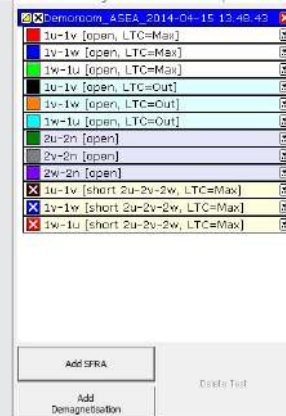 Demoroom_ASEA_2014-04-15 13.48.43
1u-1v [open, LTC=Max]
1v-1w [open, LTC=Max]
1w-1u [open, LTC=Max]
1u-1v [open, LTC=Out]
1v-1w [open, LTC=Out]
1w-1u [open, LTC=Out]
2u-2n [open]
2v-2n [open]
2w-2n [open]
1u-1v [short 2u-2v-2w, LTC=Max]
1v-1w [short 2u-2v-2w, LTC=Max]
1w-1u [short 2u-2v-2w, LTC=Max]
Add SFRA
Delete Test
Add
Demagnetisation